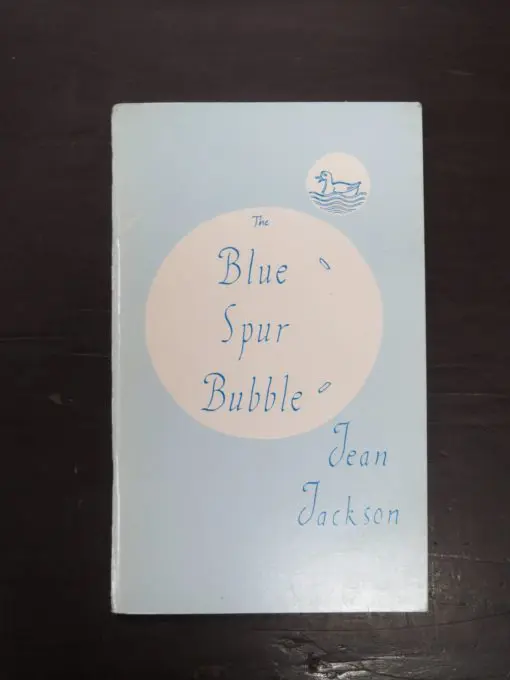 The
Blue
Spur
Bubble
Jean
Jackson